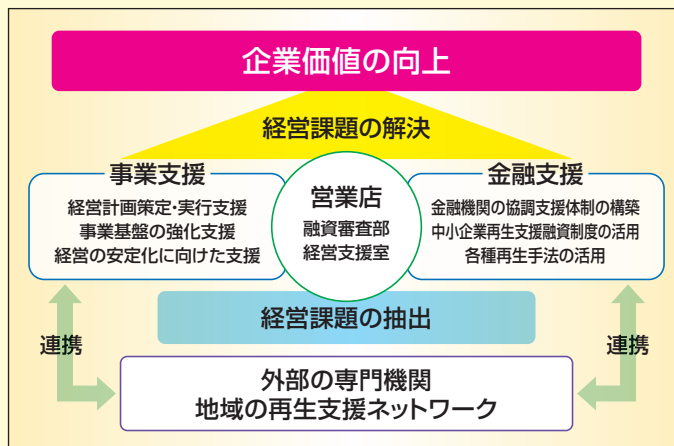 企業価値の向上
経営課題の解決
事業支援
経営計画策定・実行支援
事業基盤の強化支援
経営の安定化に向けた支援
営業店
融資審査部
経営支援室
金融支援
金融機関の協調支援体制の構築
中小企業再生支援融資制度の活用
各種再生手法の活用
経営課題の抽出
連携
連携
外部の専門機関
地域の再生支援ネットワーク